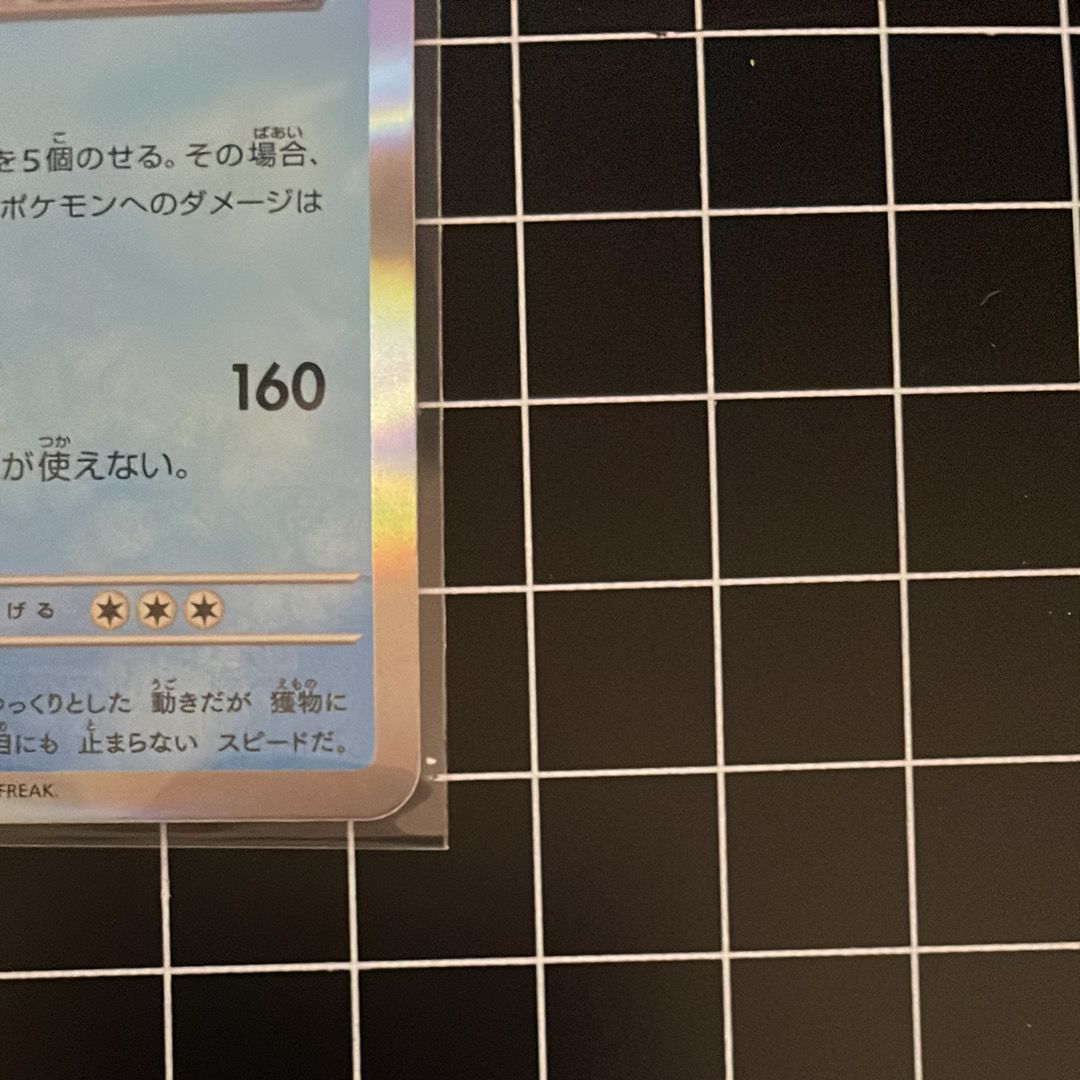 を5個のせる。その場合、
ポケモンへのダメージは
160
が使えない。
げる
っくりとした 動きだが 獲物に
目にも 止まらない スピードだ。
FREAK.